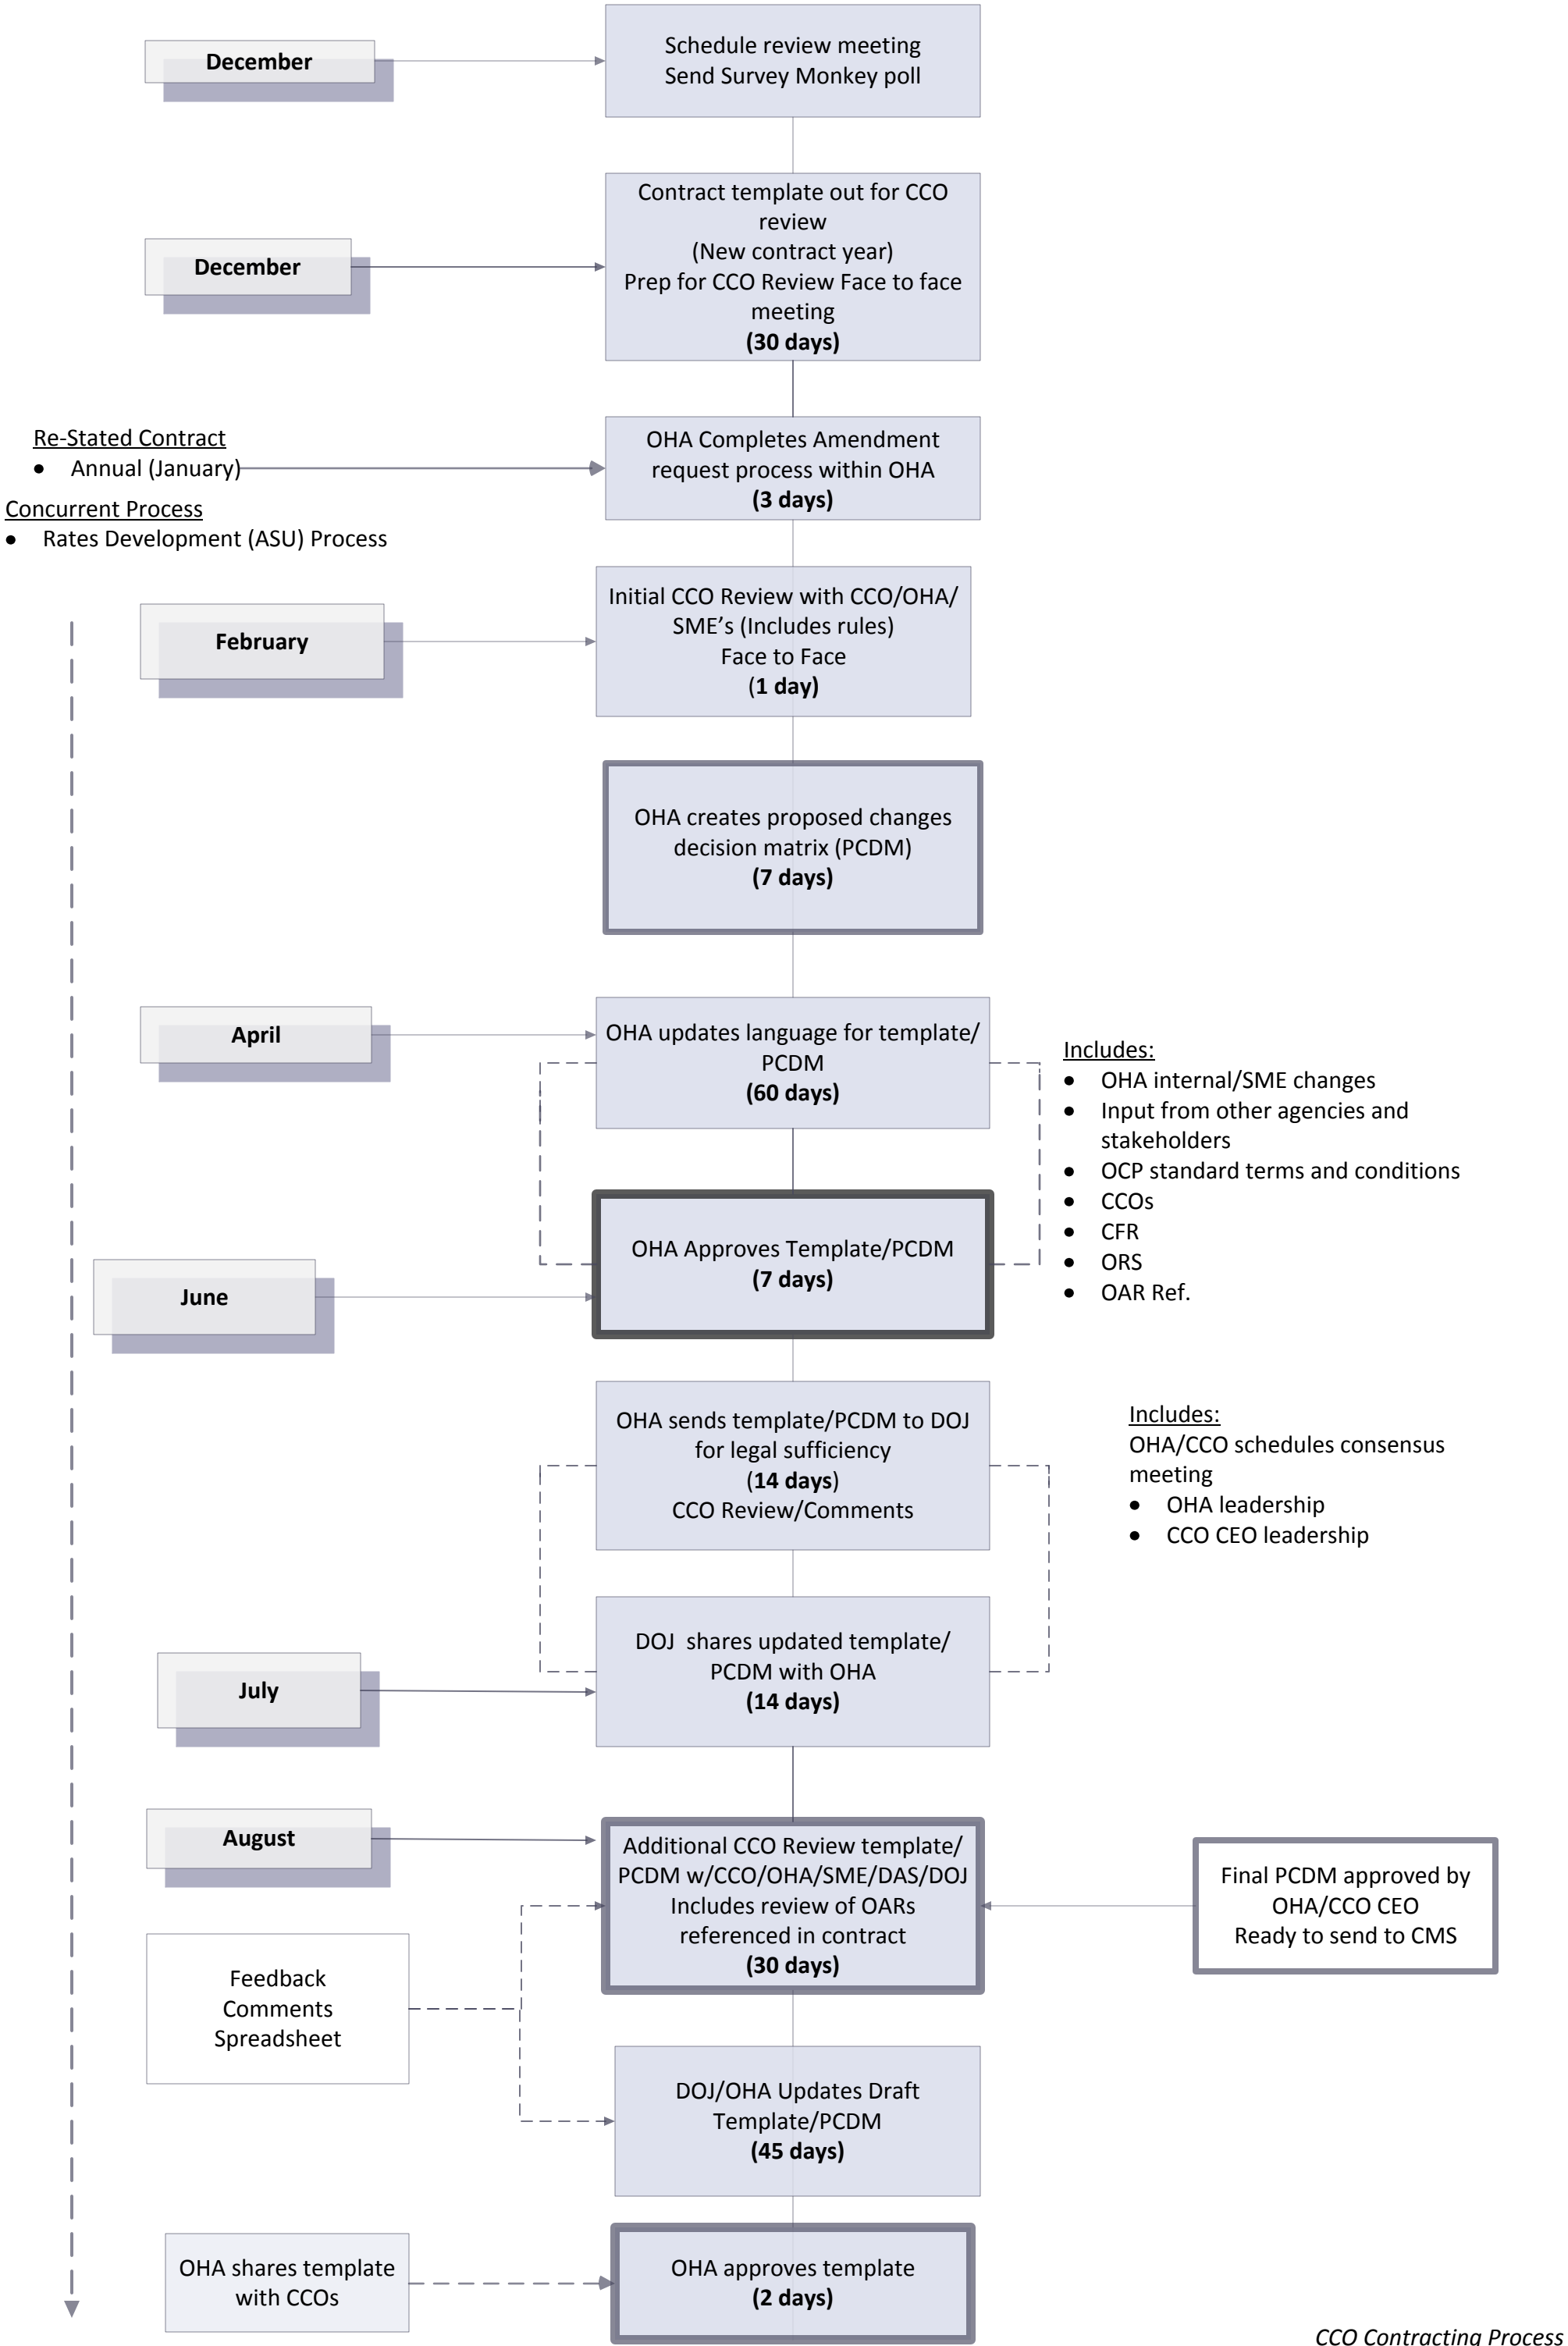 December
Schedule review meeting
Send Survey Monkey poll
December
Contract template out for CCO
review
(New contract year)
Prep for CCO Review Face to face
meeting
(30 days)
Re-Stated Contract
● Annual (January)
OHA Completes Amendment
request process within OHA
(3 days)
Concurrent Process
● Rates Development (ASU) Process
February
Initial CCO Review with CCO/OHA/
SME’s (Includes rules)
Face to Face
(1 day)
OHA creates proposed changes
decision matrix (PCDM)
(7 days)
April
OHA updates language for template/
PCDM
(60 days)
Includes:
● OHA internal/SME changes
● Input from other agencies and
stakeholders
● OCP standard terms and conditions
● CCOs
● CFR
● ORS
● OAR Ref.
OHA Approves Template/PCDM
(7 days)
June
OHA sends template/PCDM to DOJ
for legal sufficiency
(14 days)
CCO Review/Comments
Includes:
OHA/CCO schedules consensus
meeting
● OHA leadership
● CCO CEO leadership
DOJ shares updated template/
PCDM with OHA
(14 days)
July
August
Additional CCO Review template/
PCDM w/CCO/OHA/SME/DAS/DOJ
Includes review of OARs
referenced in contract
(30 days)
Final PCDM approved by
OHA/CCO CEO
Ready to send to CMS
Feedback
Comments
Spreadsheet
DOJ/OHA Updates Draft
Template/PCDM
(45 days)
OHA shares template
with CCOs
OHA approves template
(2 days)
CCO Contracting Process